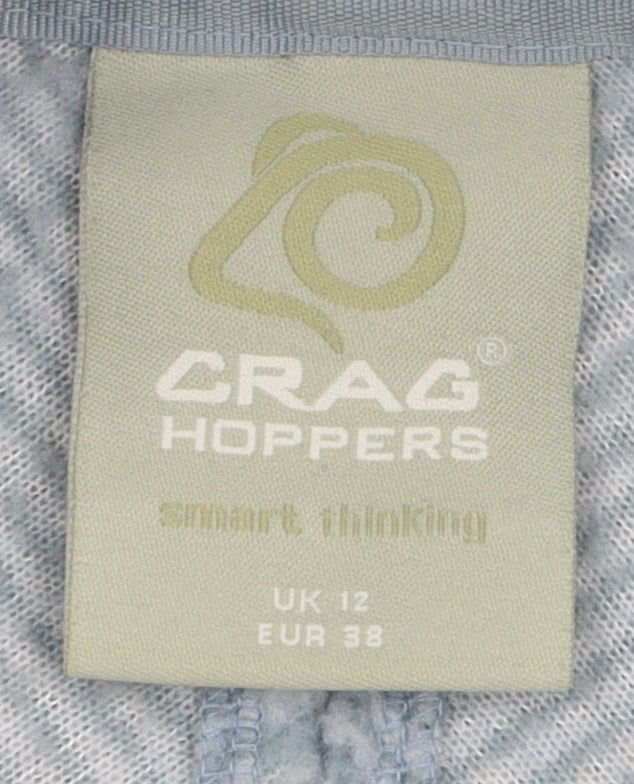 CRAG®
HOPPERS
smart thinking
UK 12
EUR 38